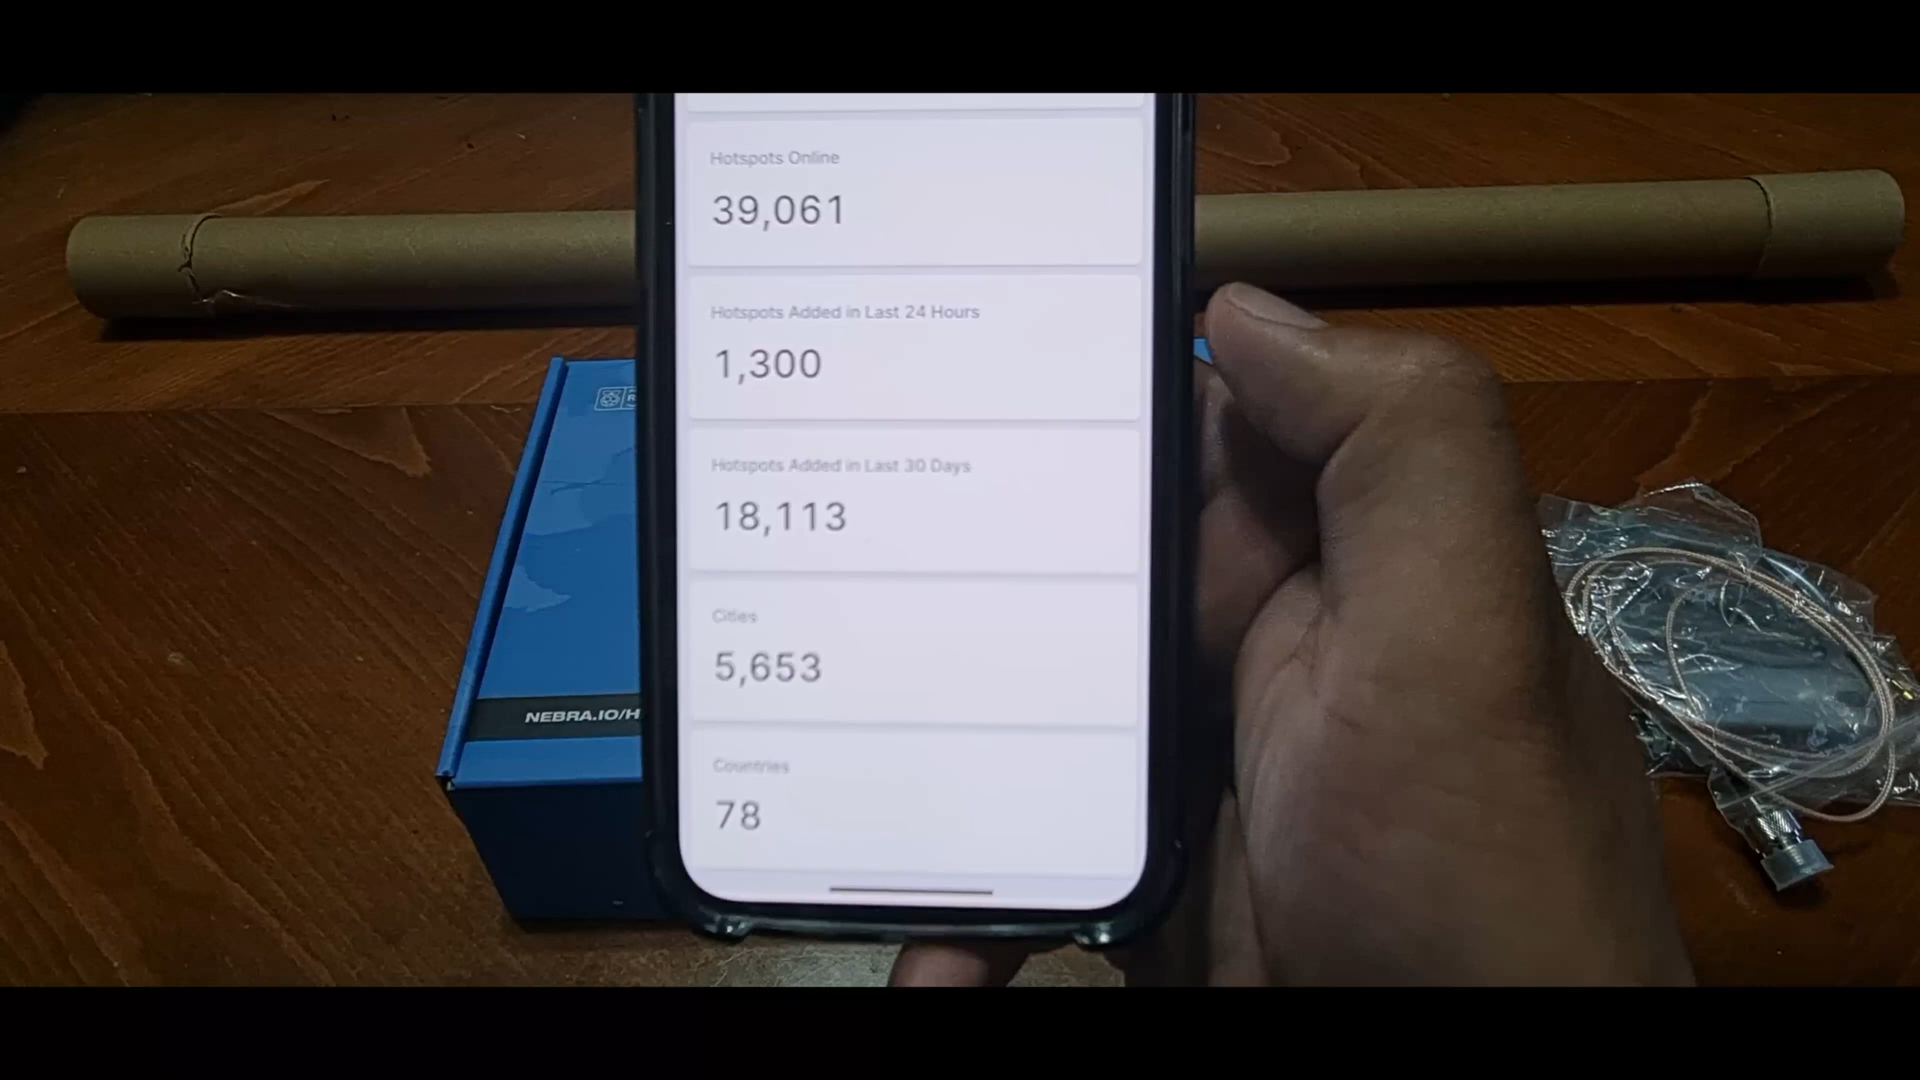 Hotspots Online
39,061
Hotspots Added in Last 24 Hours
1,300
Hotspots Added in Last 30 Days
18,113
Cities
5,653
Countries
78
NEBRA.IO/H